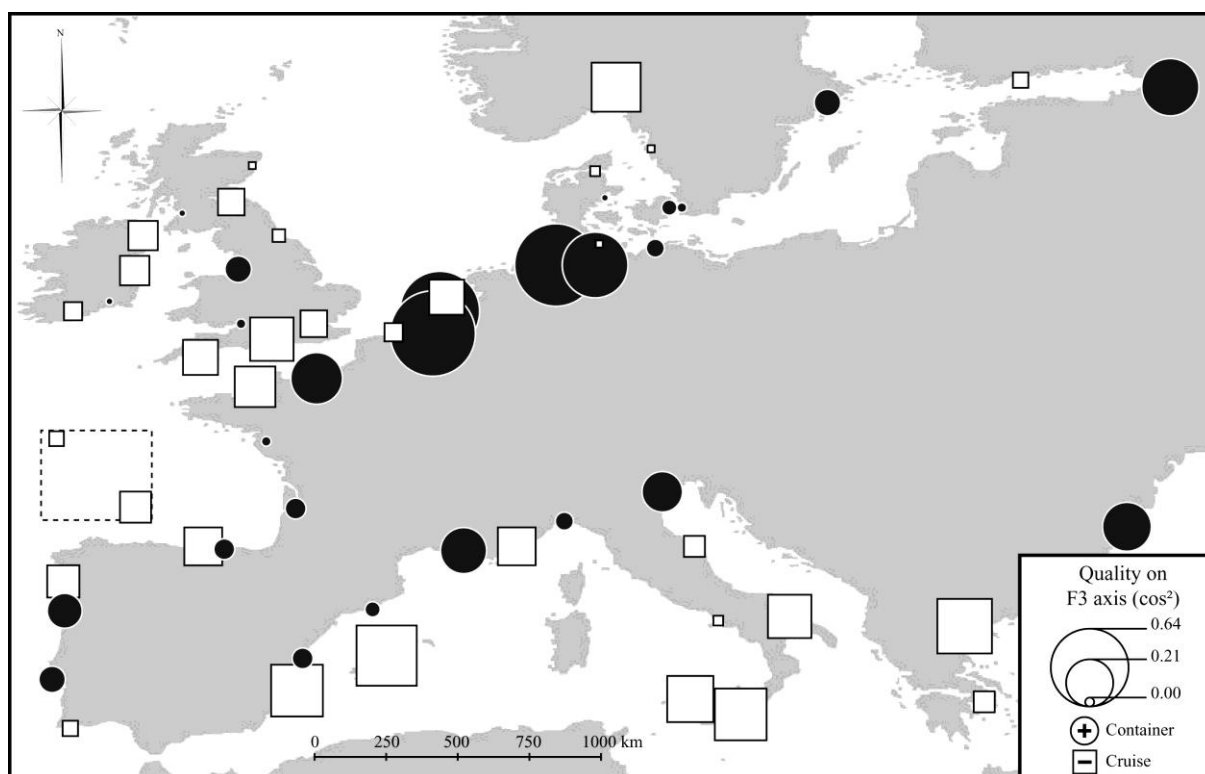 N
0 250 500 750 1000 km
Quality on
F3 axis (cos²)
0.64
0.21
0.00
Container
Cruise